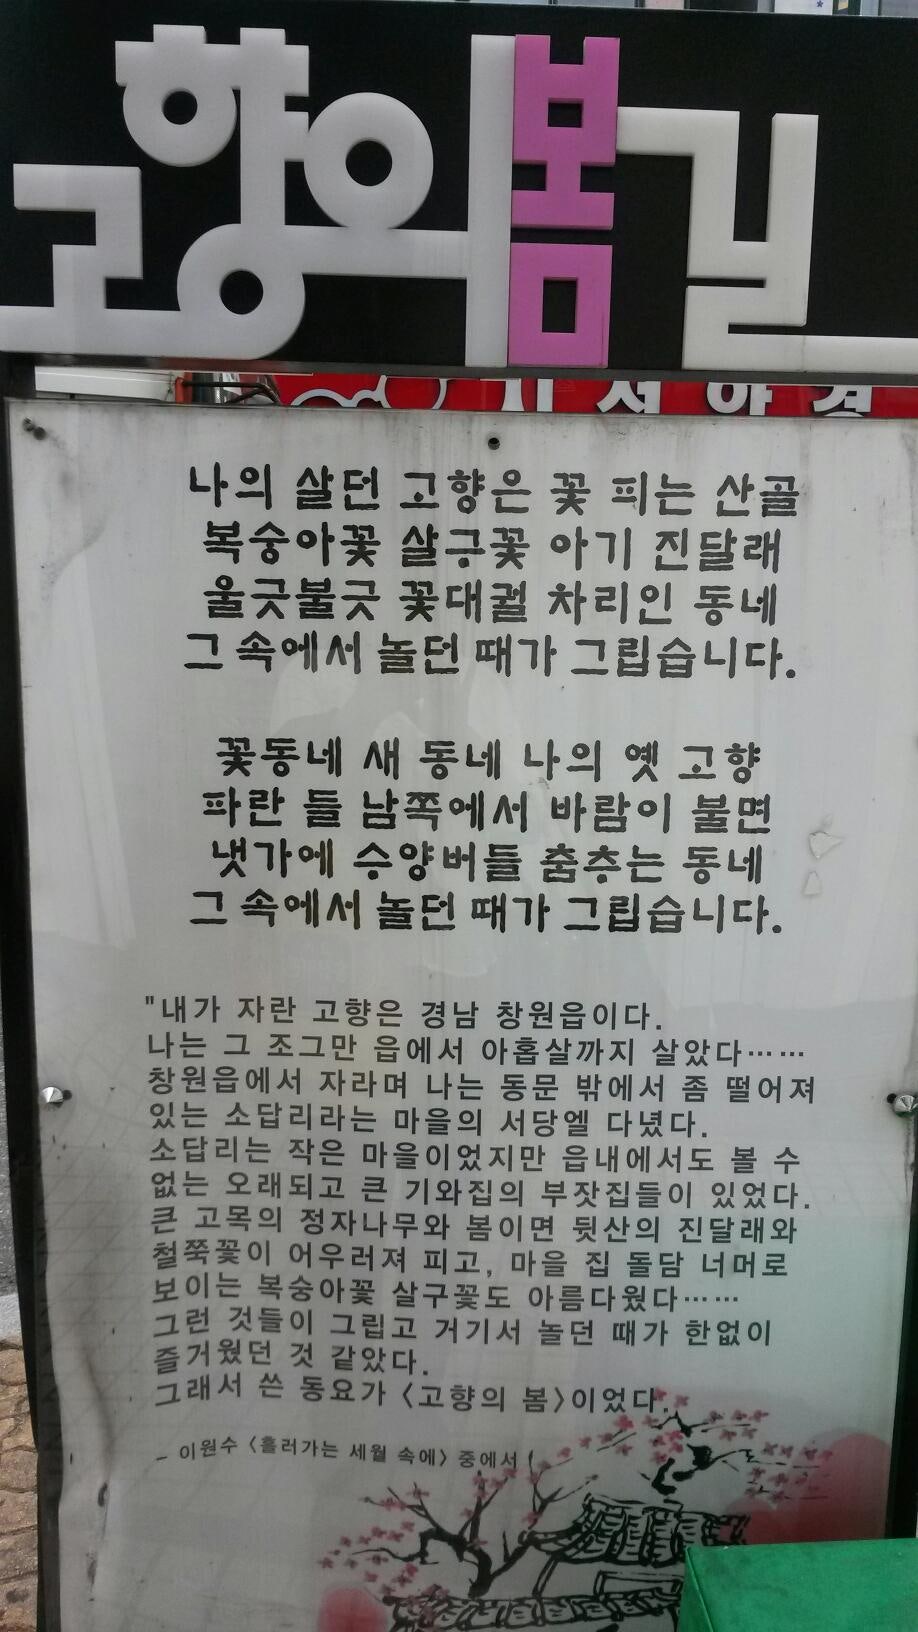 고향의봄길
나의 살던 고향은 꽃 피는 산골
복숭아꽃 살구꽃 아기 진달래
울긋불긋 꽃대궐 차리인 동네
그 속에서 놀던 때가 그립습니다.
꽃동네 새 동네 나의 옛 고향
파란 들 남쪽에서 바람이 불면
냇가에 수양버들 춤추는 동네
그 속에서 놀던 때가 그립습니다.
"내가 자란 고향은 경남 창원읍이다.
나는 그 조그만 읍에서 아홉살까지 살았다……
창원읍에서 자라며 나는 동문 밖에서 좀 떨어져
있는 소답리라는 마을의 서당엘 다녔다.
소답리는 작은 마을이었지만 읍내에서도 볼 수
없는 오래되고 큰 기와집의 부잣집들이 있었다.
큰 고목의 정자나무와 봄이면 뒷산의 진달래와
철쭉꽃이 어우러져 피고, 마을 집 돌담 너머로
보이는 복숭아꽃 살구꽃도 아름다웠다……
그런 것들이 그립고 거기서 놀던 때가 한없이
즐거웠던 것 같았다.
그래서 쓴 동요가 〈고향의 봄〉이었다.
– 이원수 〈흘러가는 세월 속에〉 중에서